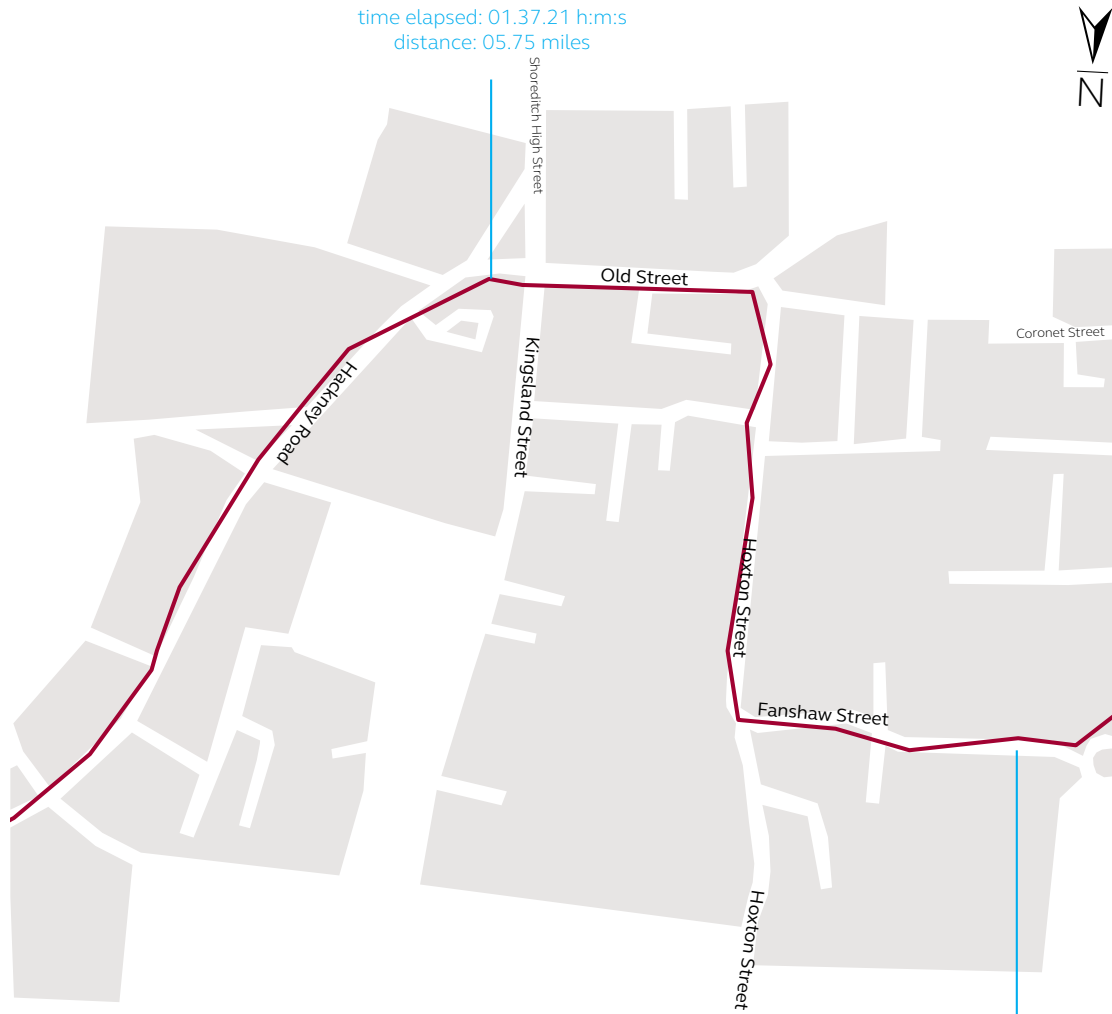 time elapsed: 01.37.21 h:m:s
distance: 05.75 miles
N
Shoreditch High Street
Old Street
Coronet Street
Kingsland Street
Hackney Road
Hoxton Street
Fanshaw Street
Hoxton Street